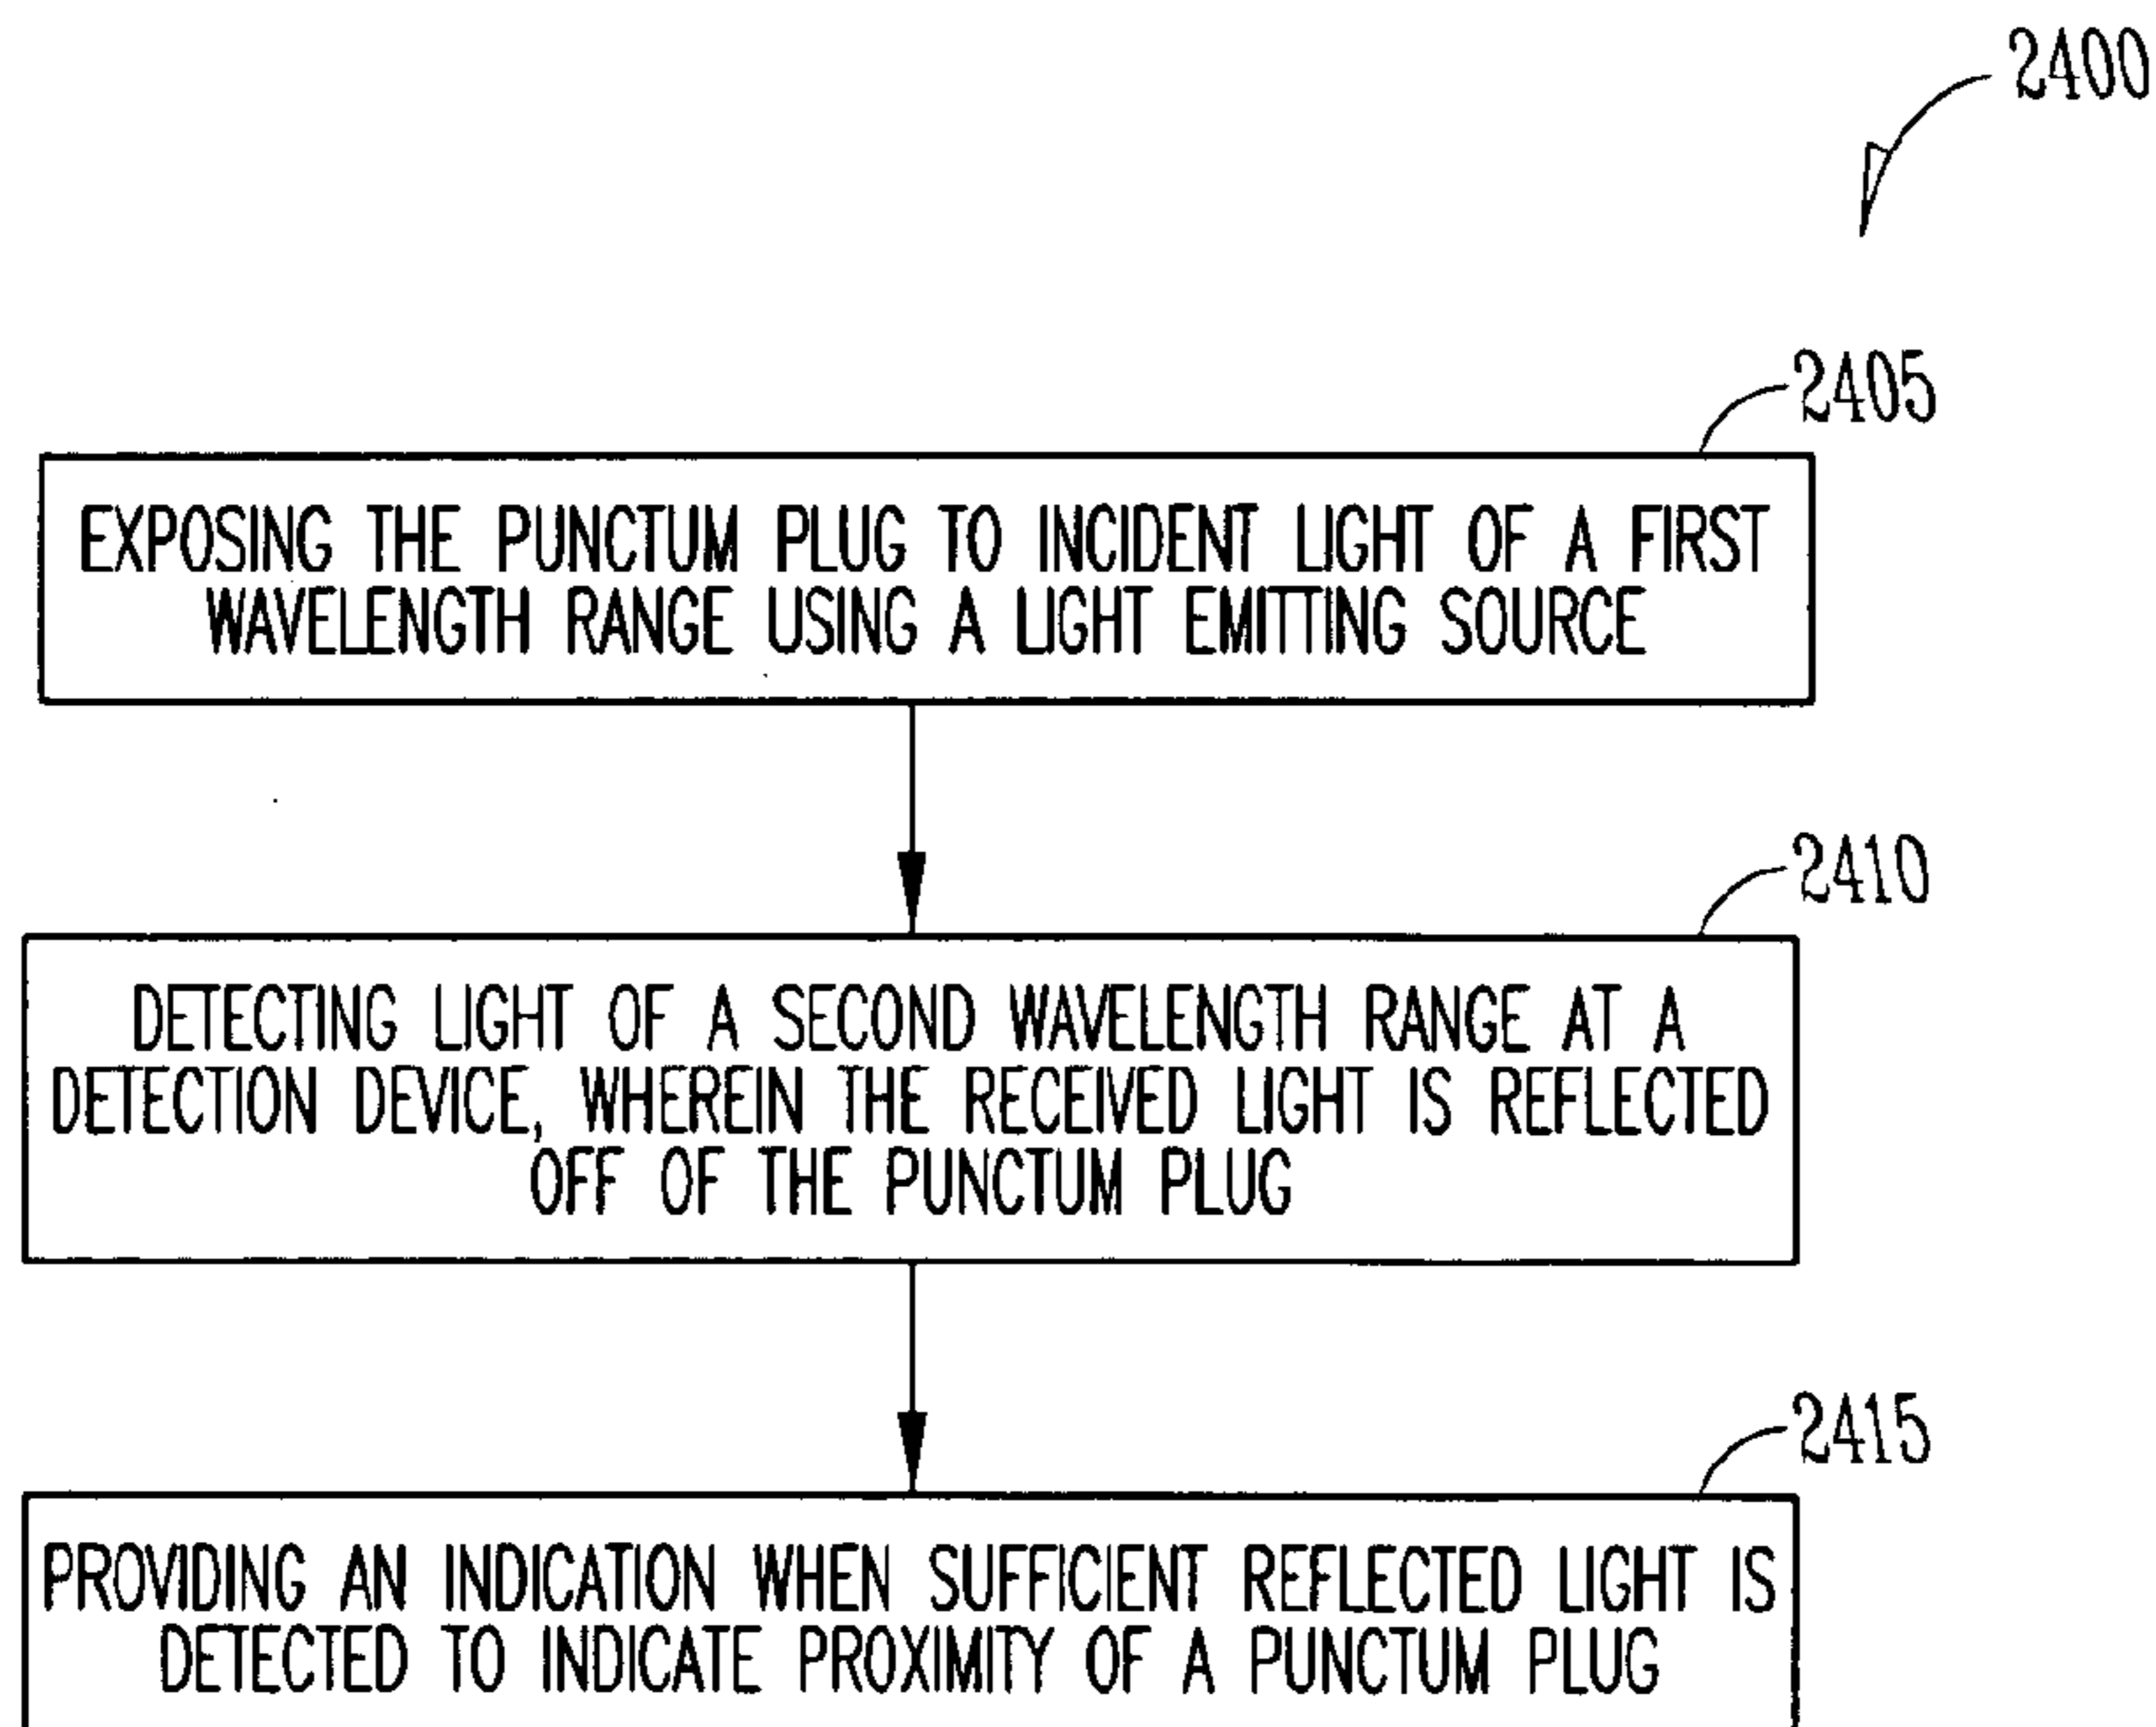 2400
2405
EXPOSING THE PUNCTUM PLUG TO INCIDENT LIGHT OF A FIRST
WAVELENGTH RANGE USING A LIGHT EMITTING SOURCE
2410
DETECTING LIGHT OF A SECOND WAVELENGTH RANGE AT A
DETECTION DEVICE, WHEREIN THE RECEIVED LIGHT IS REFLECTED
OFF OF THE PUNCTUM PLUG
2415
PROVIDING AN INDICATION WHEN SUFFICIENT REFLECTED LIGHT IS
DETECTED TO INDICATE PROXIMITY OF A PUNCTUM PLUG